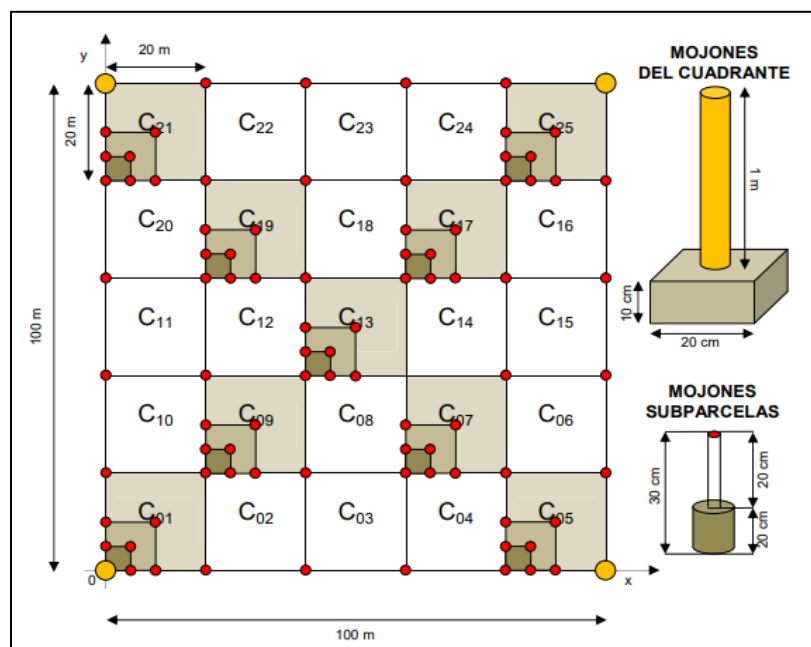 y
20 m
20 m
MOJONES
DEL CUADRANTE
C21
C22
C23
C24
C25
1 m
C20
C19
C18
C17
C16
10 cm
20 cm
C11
C12
C13
C14
C15
100 m
MOJONES
SUBPARCELAS
C10
C09
C08
C07
C06
30 cm
20 cm
20 cm
C01
C02
C03
C04
C05
0
x
100 m